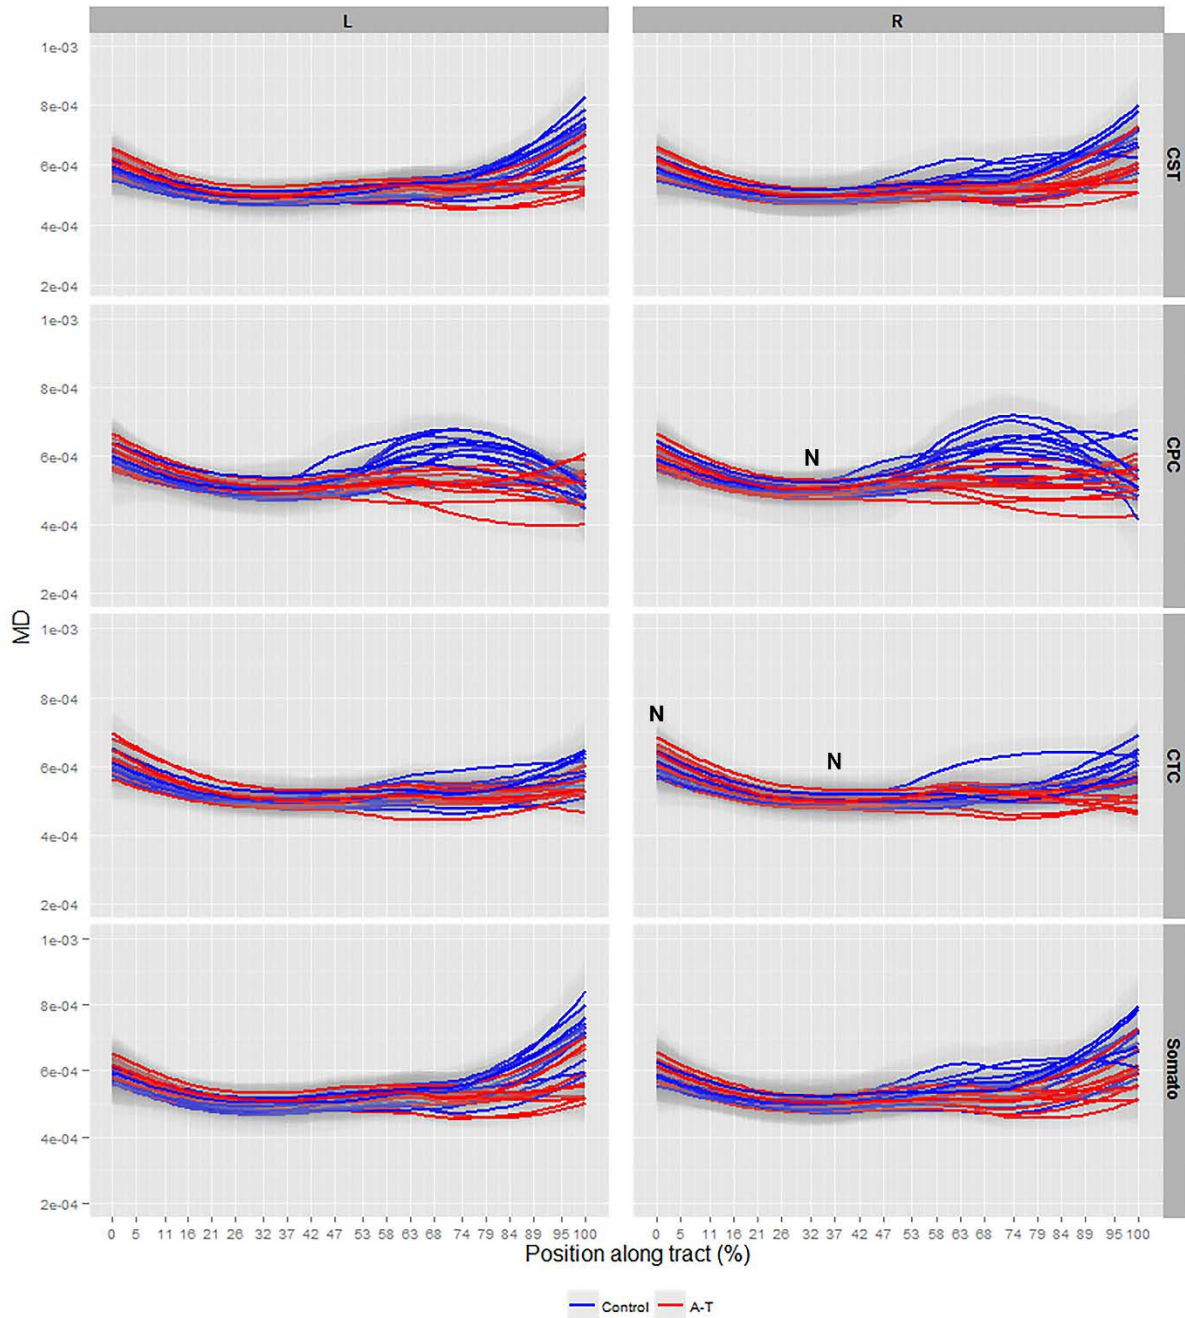 L R
1e-03
8e-04
6e-04
4e-04
2e-04
CST
1e-03
8e-04
6e-04
4e-04
2e-04
N
CPC
MD
1e-03
8e-04
6e-04
4e-04
2e-04
N
N
CTC
1e-03
8e-04
6e-04
4e-04
2e-04
Somato
0 5 11 16 21 26 32 37 42 47 53 58 63 68 74 79 84 89 95 100 0 5 11 16 21 26 32 37 42 47 53 58 63 68 74 79 84 89 95 100
Position along tract (%)
Control A-T